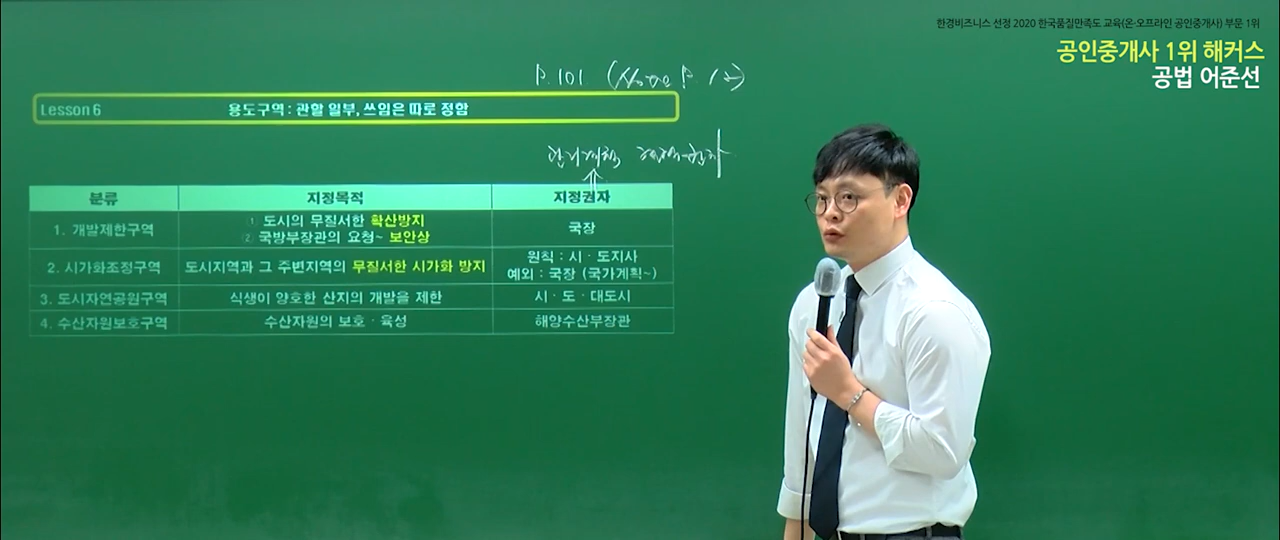 한경비즈니스 선정 2020 한국품질만족도 교육(온·오프라인 공인중개사) 부문 1위
공인중개사 1위 해커스
공법 어준선
P. 101
Lesson 6 용도구역 : 관할 일부, 쓰임은 따로 정함
분류 지정목적 지정권자
1. 개발제한구역 ① 도시의 무질서한 확산방지
② 국방부장관의 요청~ 보안상
국장
2. 시가화조정구역 도시지역과 그 주변지역의 무질서한 시가화 방지 원칙 : 시 · 도지사
예외 : 국장 (국가계획~)
3. 도시자연공원구역 식생이 양호한 산지의 개발을 제한 시 · 도 · 대도시
4. 수산자원보호구역 수산자원의 보호 · 육성 해양수산부장관